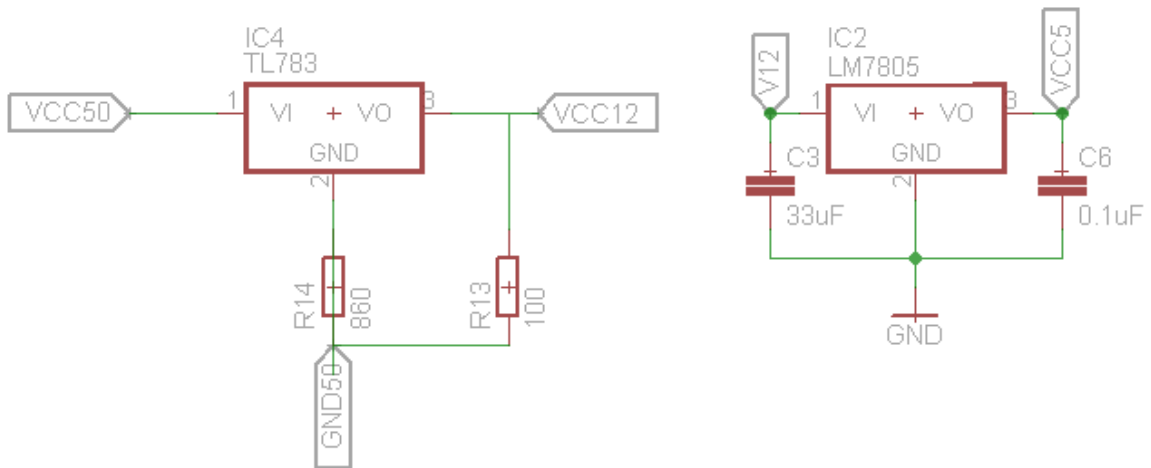 IC4
TL783
VCC50
1
VI
VO
3
VCC12
GND
2
R14
860
R13
100
GND50
IC2
LM7805
V12
1
VI
VO
3
VCC5
GND
2
C3
33uF
C6
0.1uF
GND